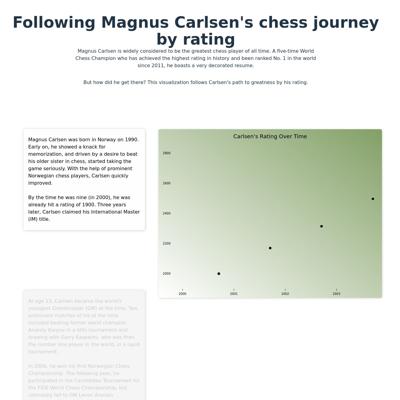 Following Magnus Carlsen's chess journey
by rating
Magnus Carlsen is widely considered to be the greatest chess player of all time. A five-time World
Chess Champion who has achieved the highest rating in history and been ranked No. 1 in the world
since 2011, he boasts a very decorated resume.
But how did he get there? This visualization follows Carlsen's path to greatness by his rating.
Magnus Carlsen was born in Norway on 1990.
Early on, he showed a knack for
memorization, and driven by a desire to beat
his older sister in chess, started taking the
game seriously. With the help of prominent
Norwegian chess players, Carlsen quickly
improved.
By the time he was nine (in 2000), he was
already hit a rating of 1900. Three years
later, Carlsen claimed his International Master
(IM) title.
Carlsen's Rating Over Time
2800
2600
2400
2200
2000
2000
2001
2002
2003
At age 13, Carlsen became the world's
youngest Grandmaster (GM) at the time. Two
prominent matches of his at the time
included beating former world champion
Anatoly Karpov in a blitz tournament and
drawing with Garry Kasparov, who was then
the number one player in the world, in a rapid
tournament.
In 2006, he won his first Norwegian Chess
Championship. The following year, he
participated in the Candidates Tournament for
the FIDE World Chess Championship, but
ultimately fell to GM Levon Aronian